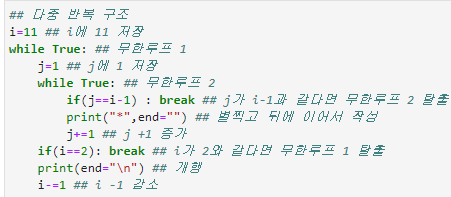 ## 다중 반복 구조
i=11 ## i에 11 저장
while True: ## 무한루프 1
    j=1 ## j에 1 저장
    while True: ## 무한루프 2
        if(j==i-1) : break ## j가 i-1과 같다면 무한루프 2 탈출
        print("*",end="") ## 별찍고 뒤에 이어서 작성
        j+=1 ## j +1 증가
    if(i==2): break ## i가 2와 같다면 무한루프 1 탈출
    print(end="\n") ## 개행
    i-=1 ## i -1 감소